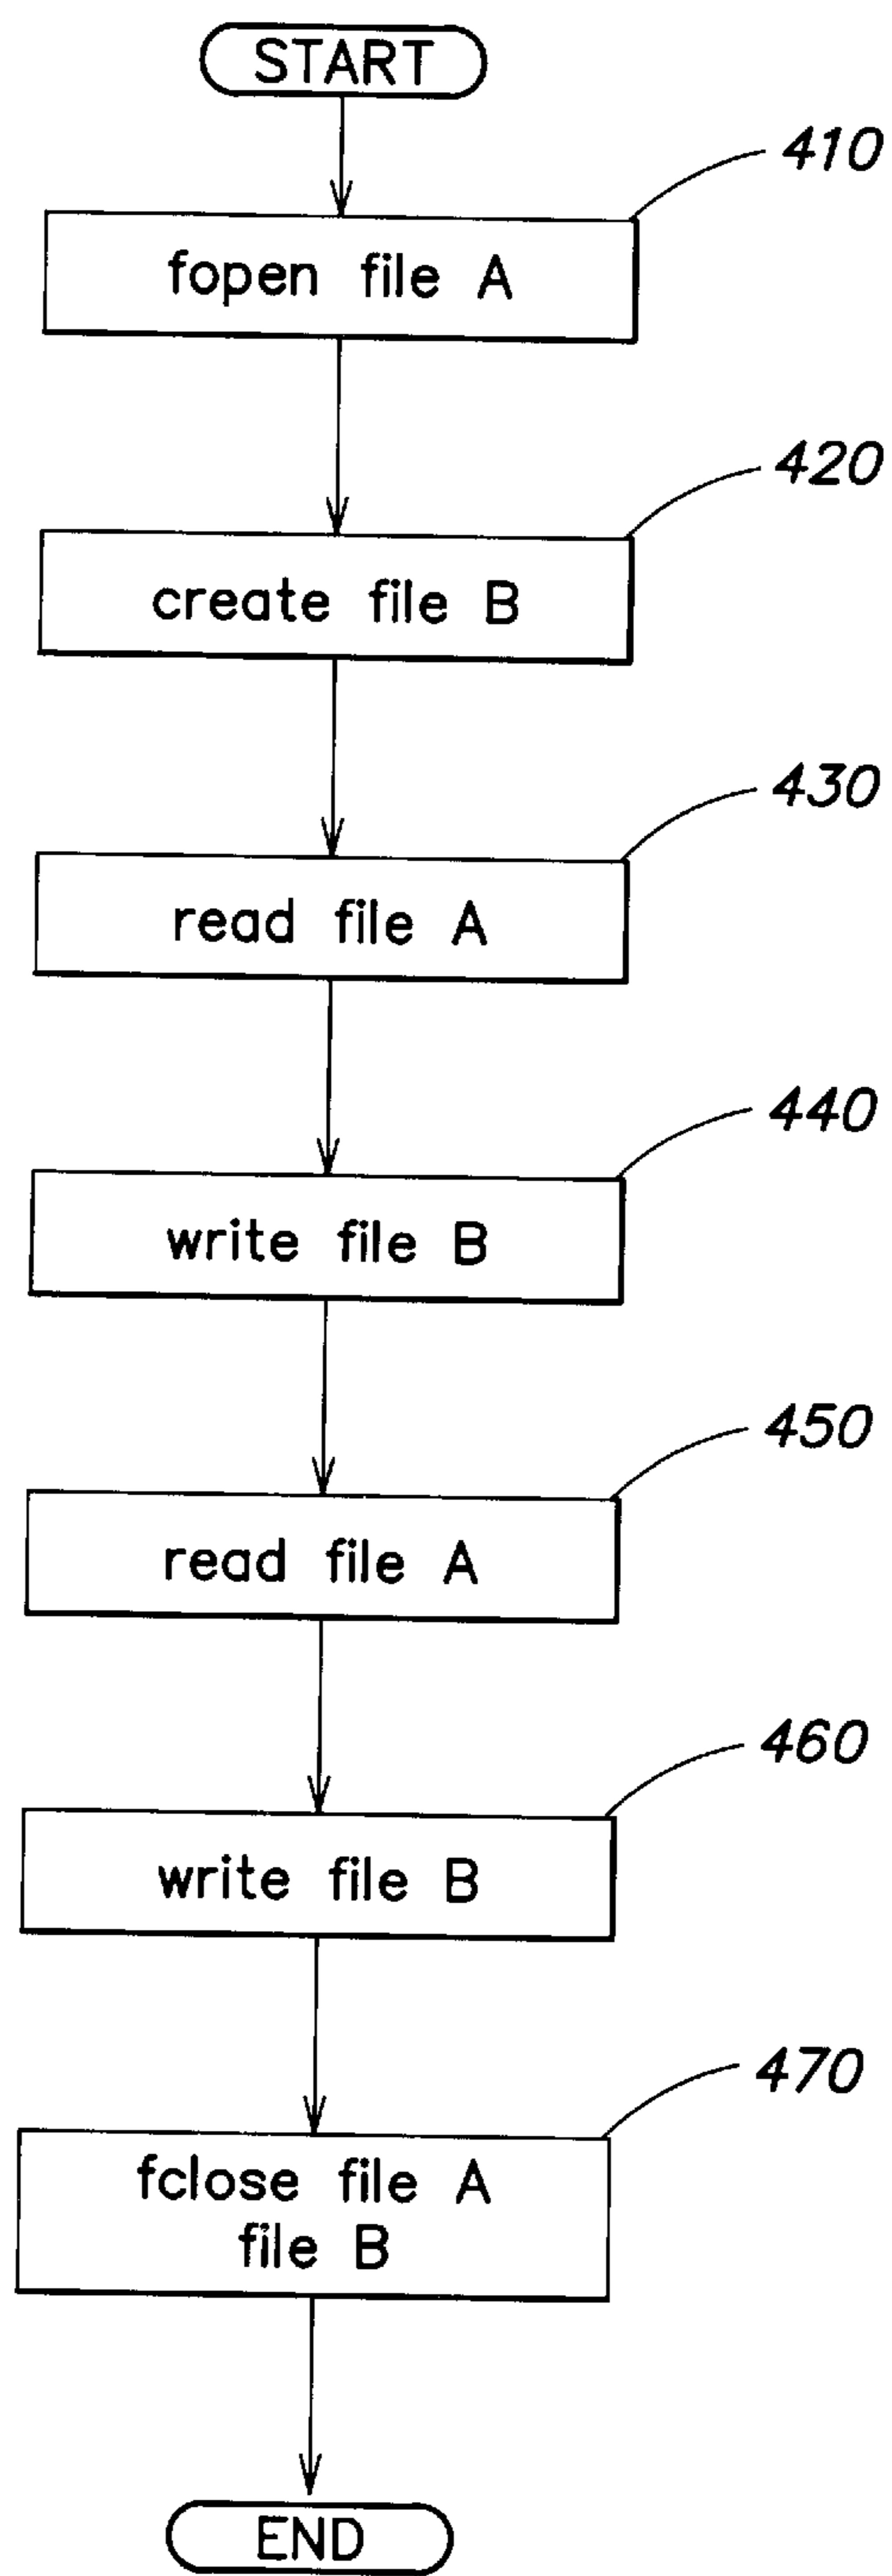 START
410
fopen file A
420
create file B
430
read file A
440
write file B
450
read file A
460
write file B
470
fclose file A
file B
END